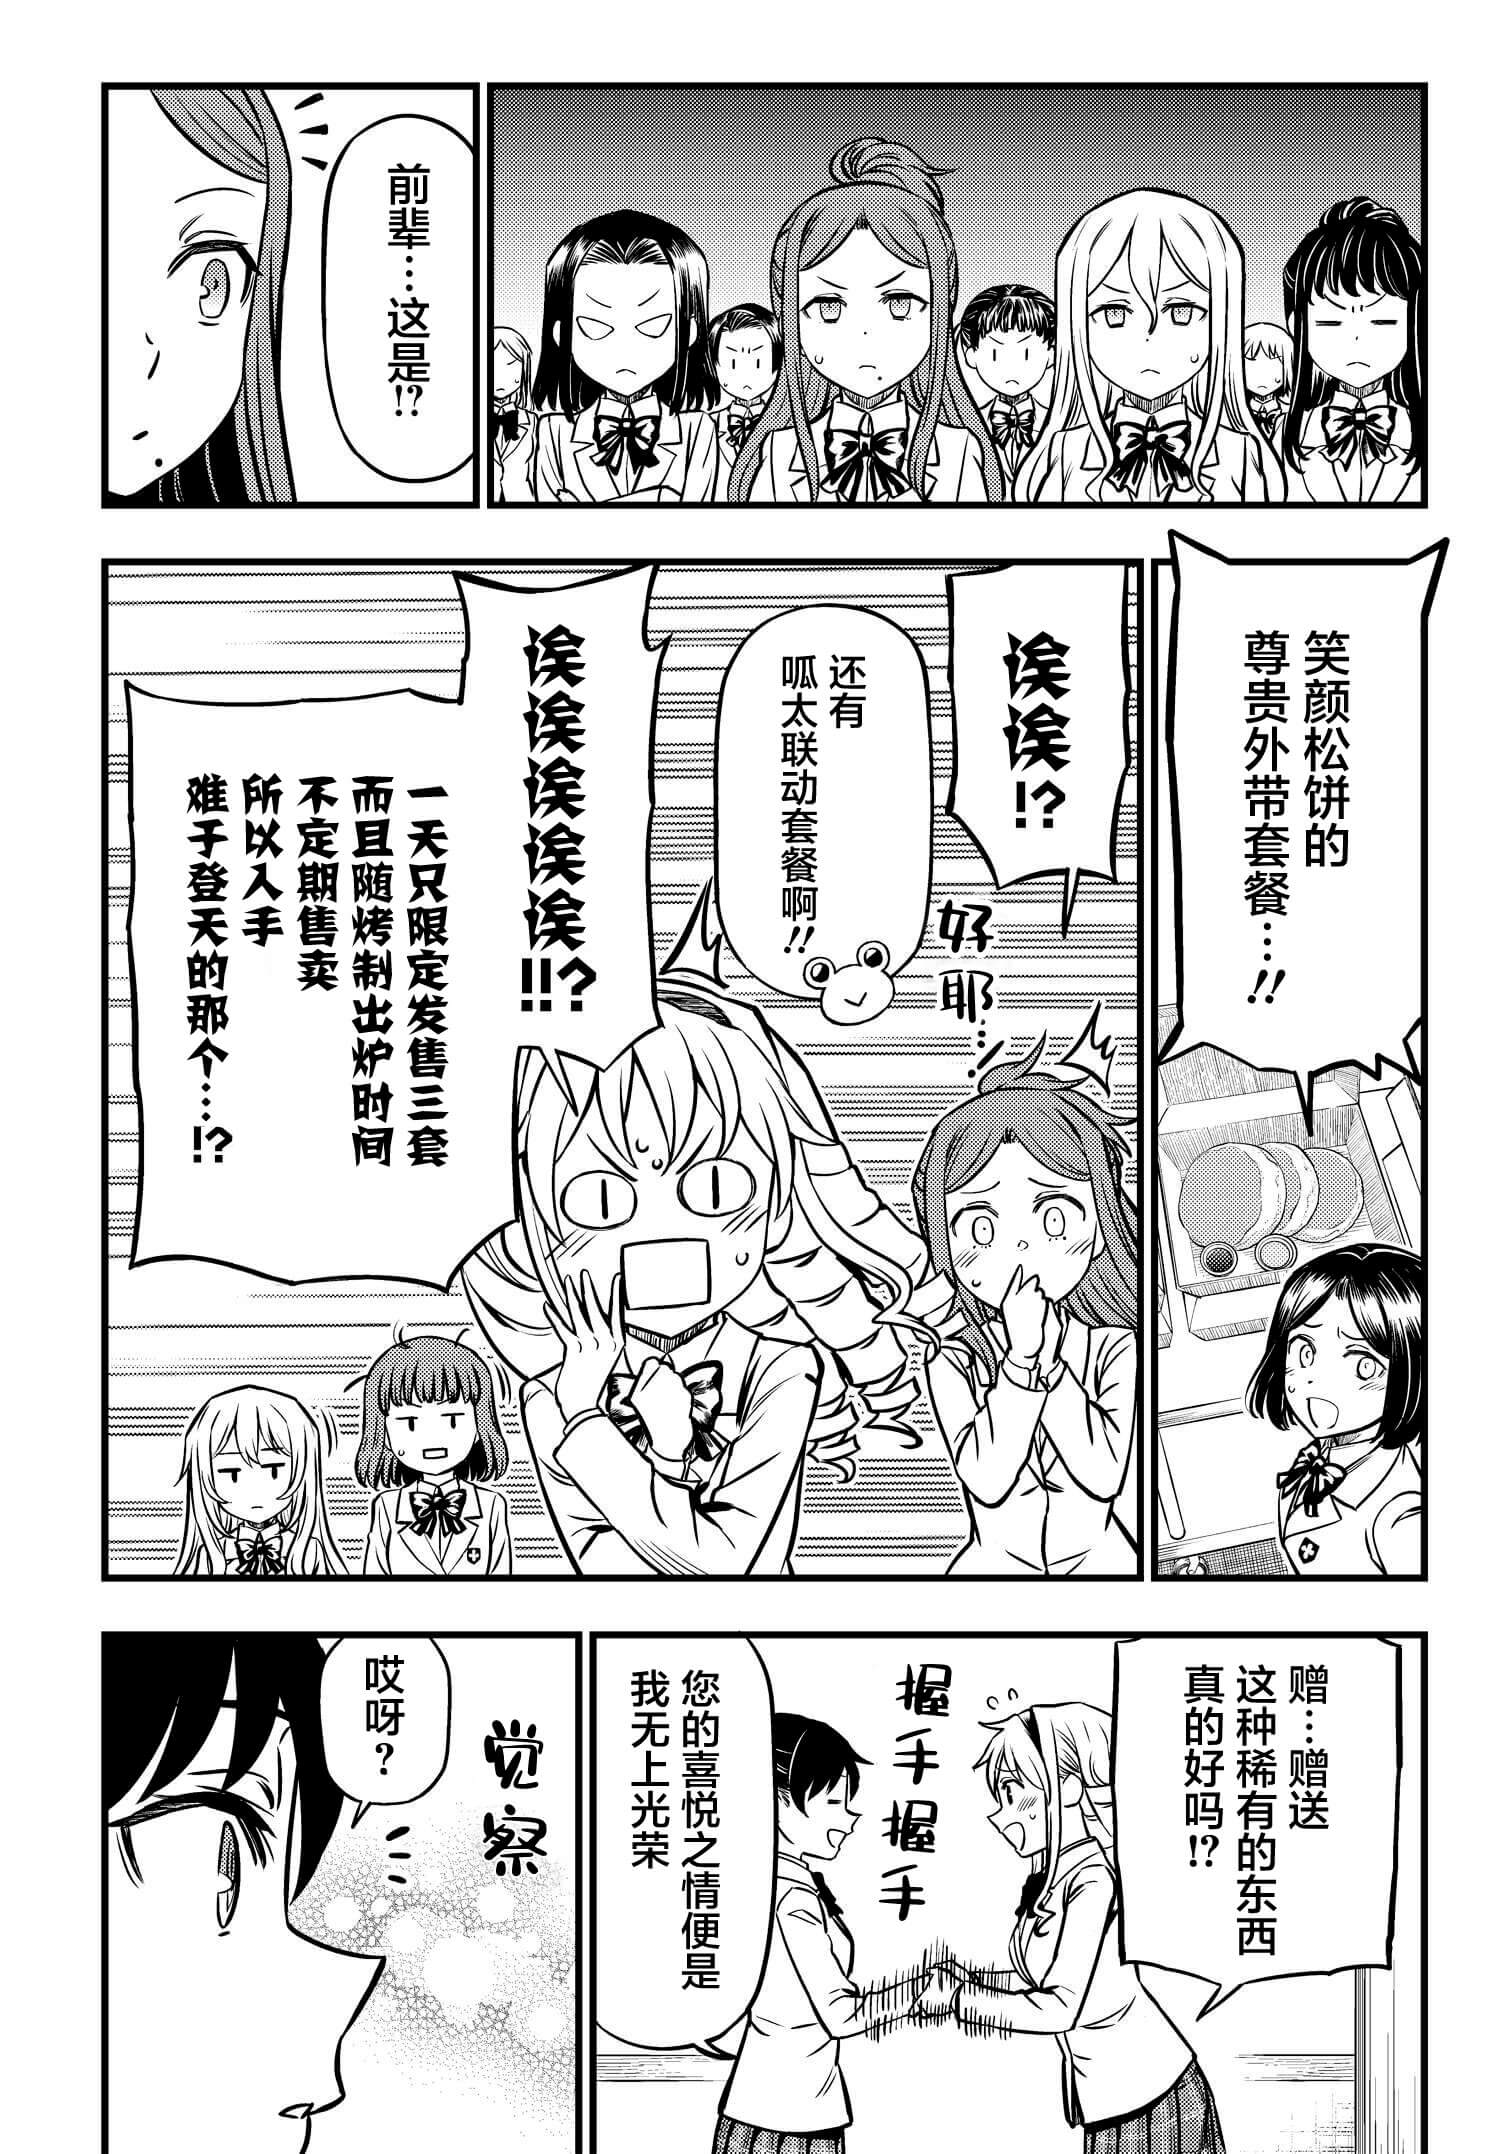 前辈…这是!?
笑颜松饼的
尊贵外带套餐…!!
诶诶!?
好耶…
还有
呱太联动套餐啊!!
诶诶诶诶诶诶!!?
一天只限定发售三套
而且随烤制出炉时间
不定期售卖
所以入手
难于登天的那个…!?
赠…赠送
这种稀有的东西
真的好吗!?
握手握手
您的喜悦之情便是
我无上光荣
觉察
哎呀?